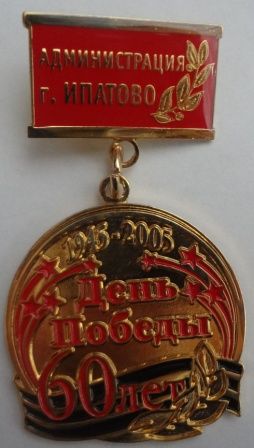 АДМИНИСТРАЦИЯ
г. ИПАТОВО
1945-2005
День
Победы
60 лет